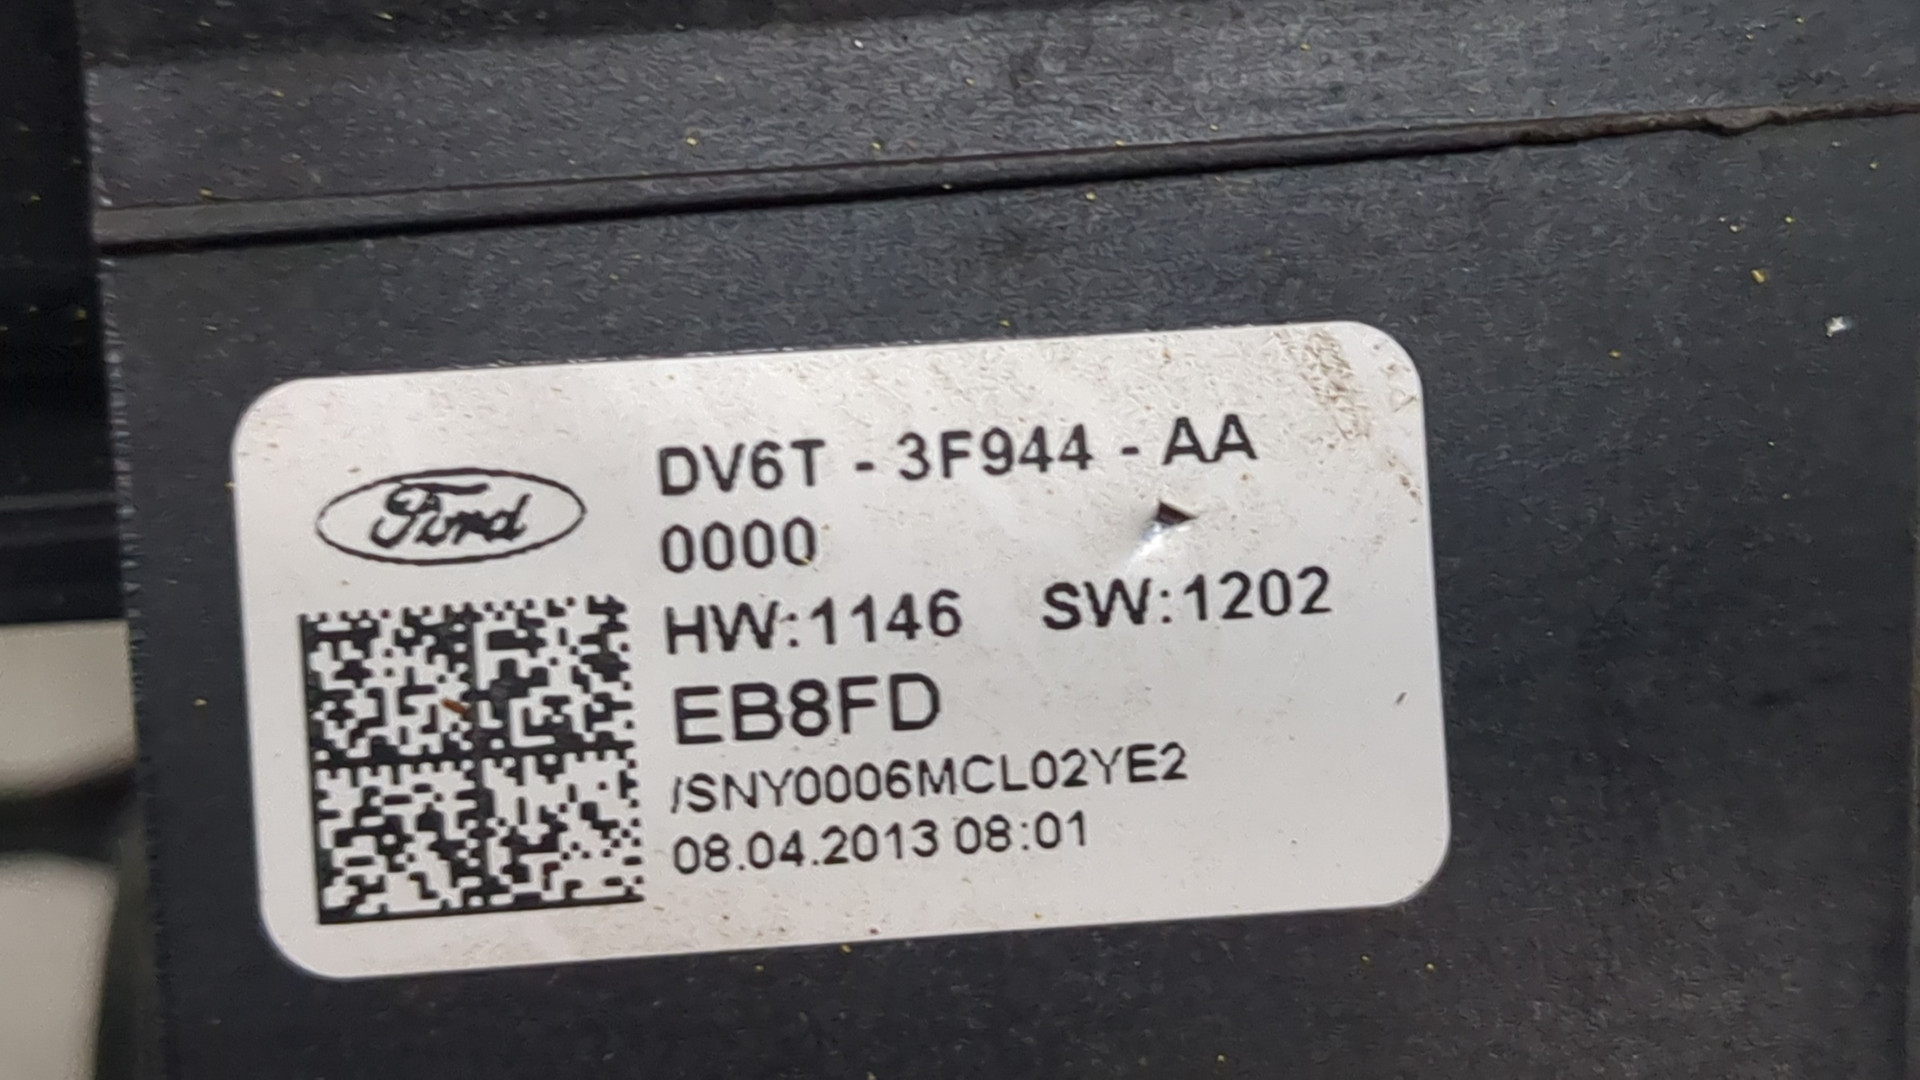 Ford
DV6T - 3F944 - AA
0000
HW:1146 SW:1202
EB8FD
/SNY0006MCL02YE2
08.04.2013 08:01